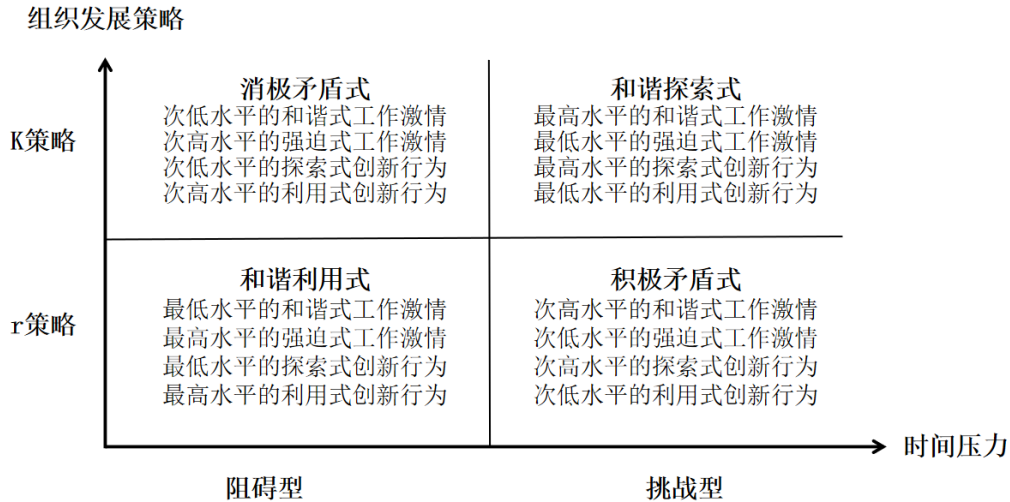 组织发展策略
K策略
消极矛盾式
次低水平的和谐式工作激情
次高水平的强迫式工作激情
次低水平的探索式创新行为
次高水平的利用式创新行为
和谐探索式
最高水平的和谐式工作激情
最低水平的强迫式工作激情
最高水平的探索式创新行为
最低水平的利用式创新行为
r策略
和谐利用式
最低水平的和谐式工作激情
最高水平的强迫式工作激情
最低水平的探索式创新行为
最高水平的利用式创新行为
积极矛盾式
次高水平的和谐式工作激情
次低水平的强迫式工作激情
次高水平的探索式创新行为
次低水平的利用式创新行为
时间压力
阻碍型
挑战型